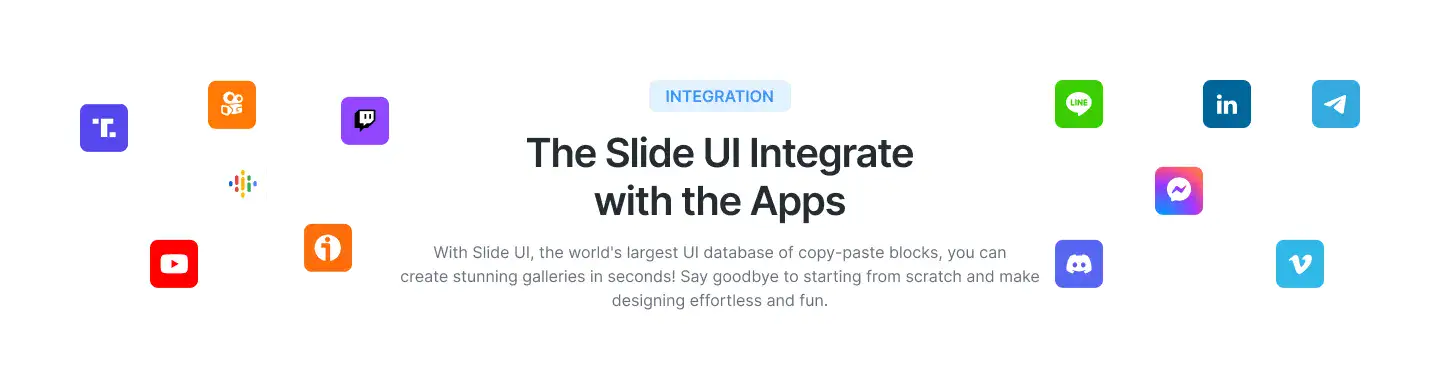 INTEGRATION
The Slide UI Integrate
with the Apps
With Slide UI, the world's largest UI database of copy-paste blocks, you can
create stunning galleries in seconds! Say goodbye to starting from scratch and make
designing effortless and fun.
T.
LINE
in